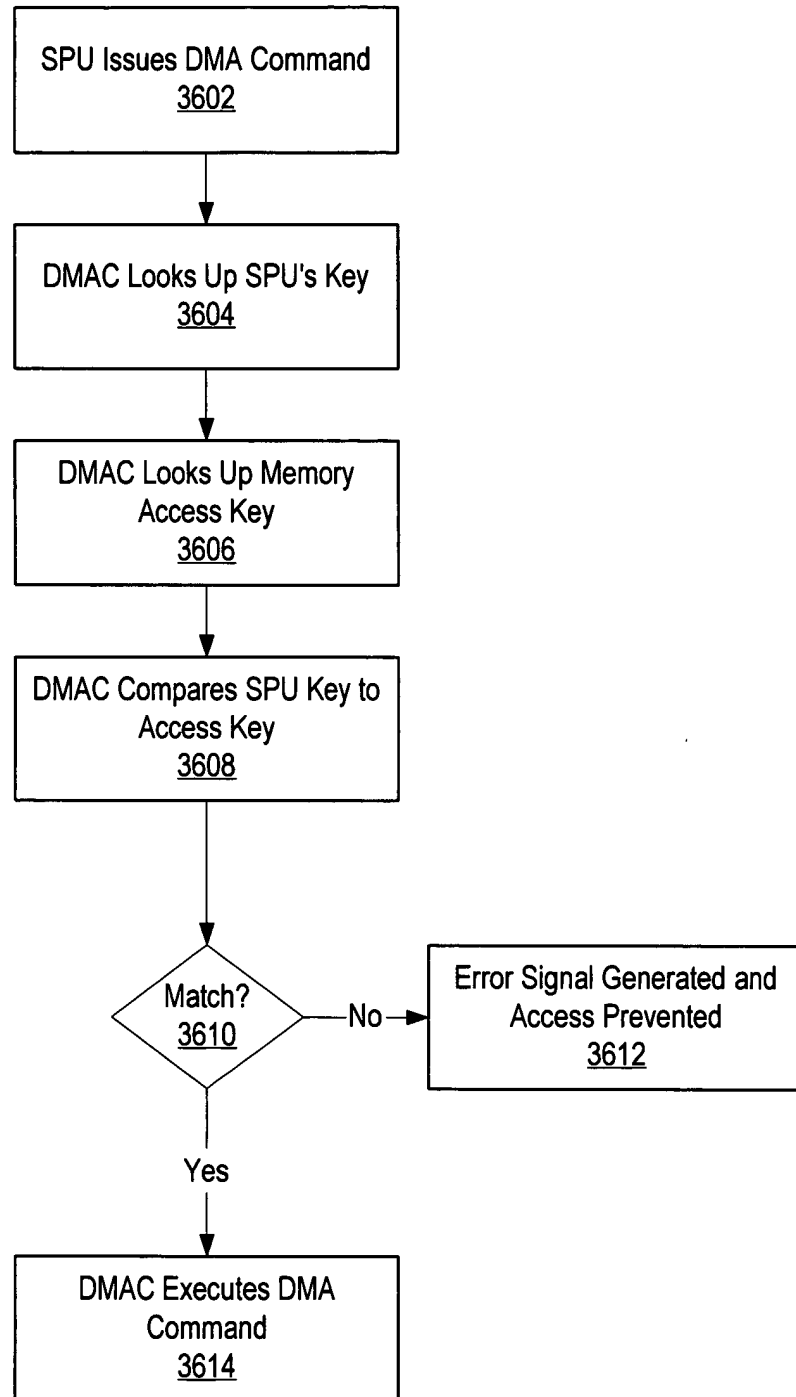 SPU Issues DMA Command
3602
DMAC Looks Up SPU's Key
3604
DMAC Looks Up Memory
Access Key
3606
DMAC Compares SPU Key to
Access Key
3608
Match?
3610
No
Error Signal Generated and
Access Prevented
3612
Yes
DMAC Executes DMA
Command
3614